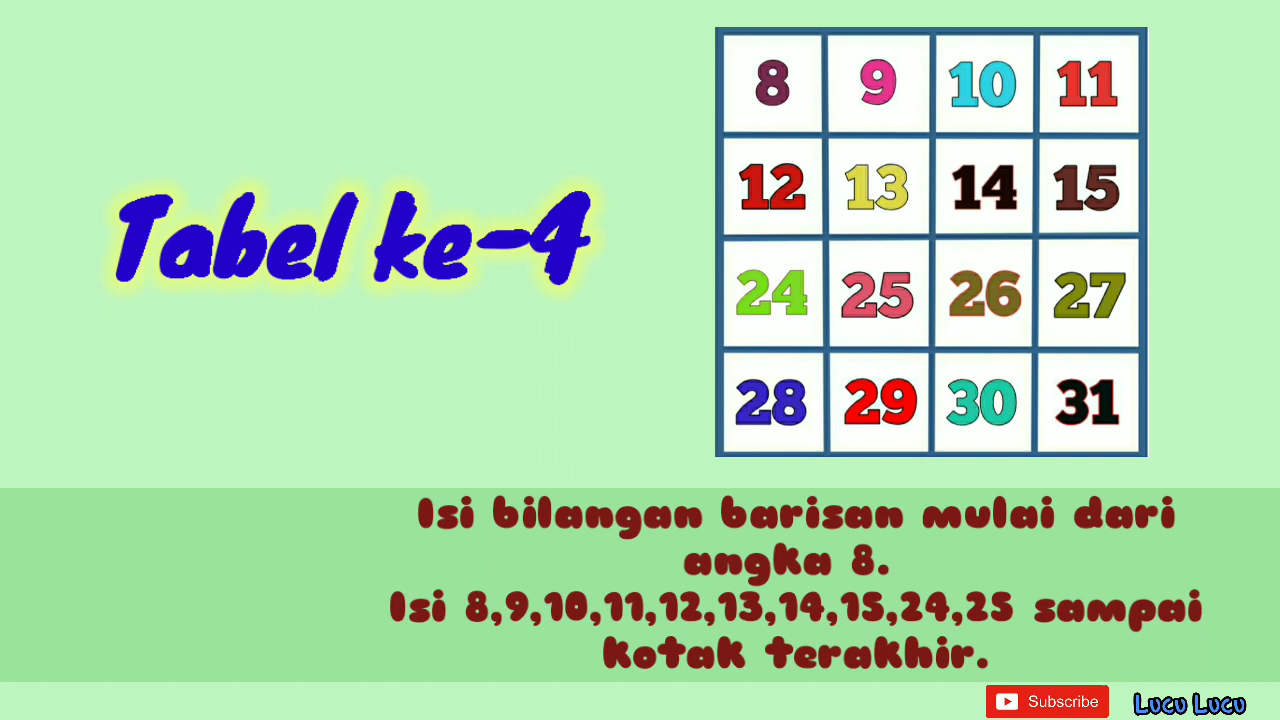 Tabel ke-4
8 9 10 11
12 13 14 15
24 25 26 27
28 29 30 31
Isi bilangan barisan mulai dari
angka 8.
Isi 8,9,10,11,12,13,14,15,24,25 sampai
kotak terakhir.
Subscribe
Lucu Lucu